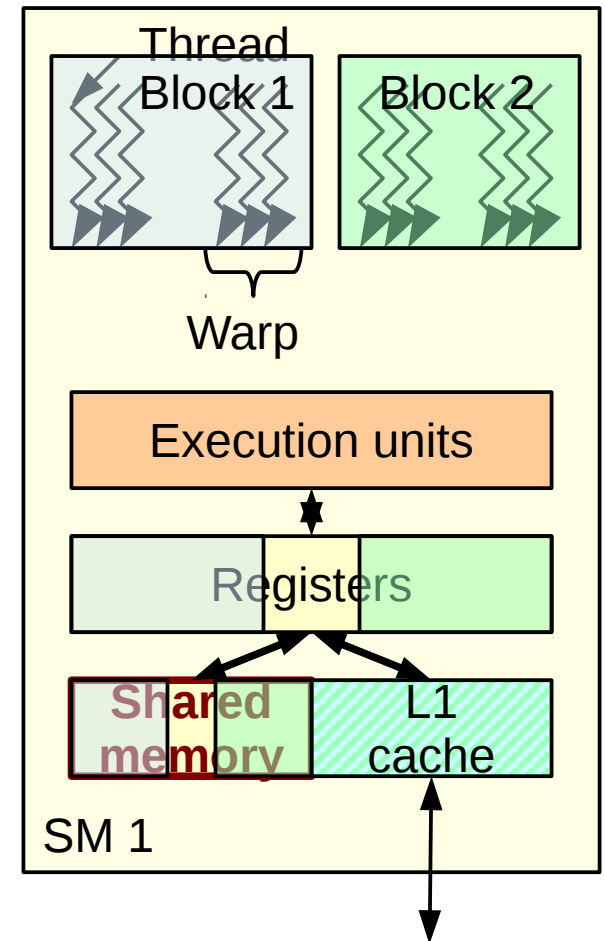 Thread
Block 1
Block 2
Warp
Execution units
Registers
Shared
memory
L1
cache
SM 1